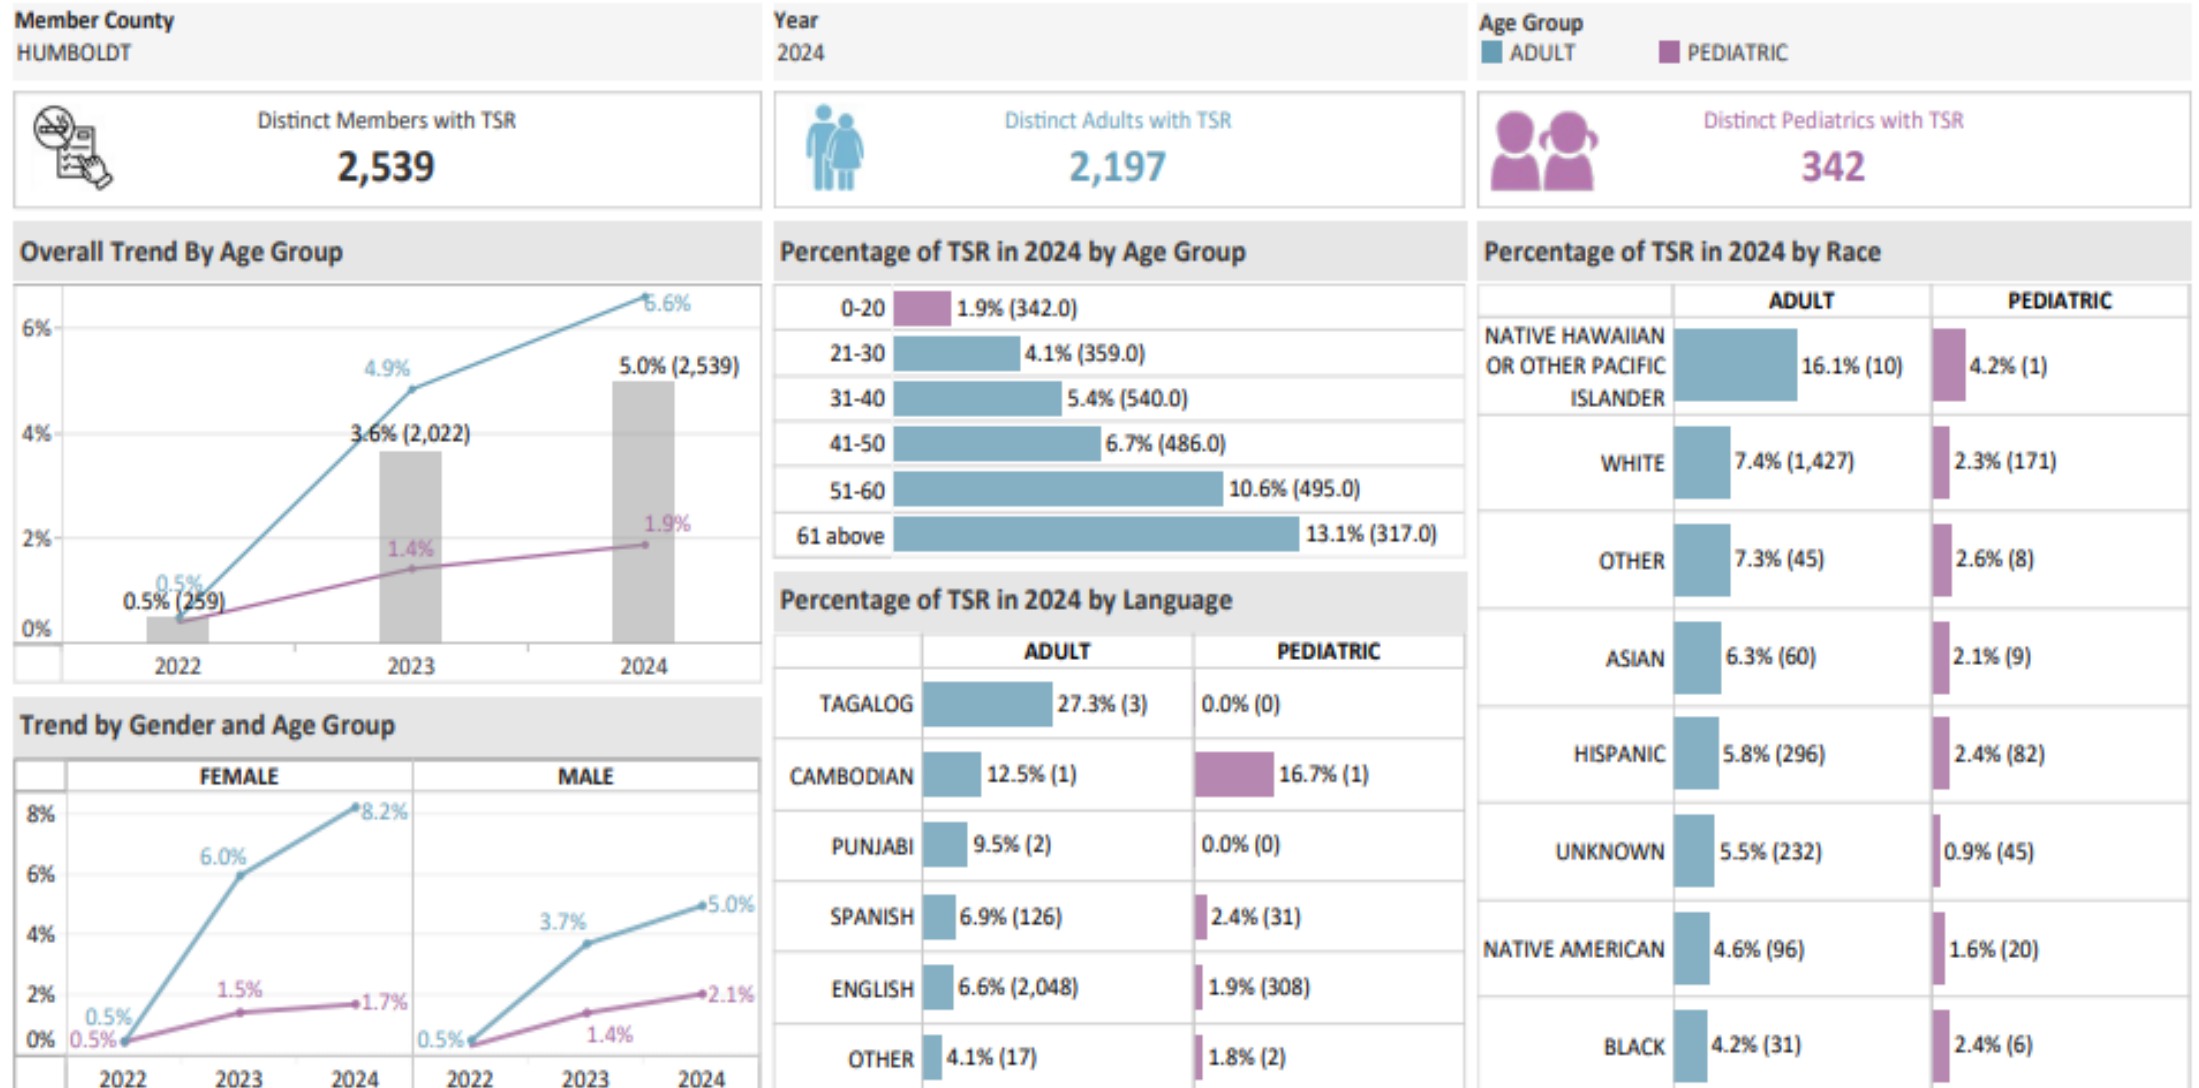 Member County
HUMBOLDT
Year
2024
Age Group
ADULT
PEDIATRIC
Distinct Members with TSR
2,539
Distinct Adults with TSR
2,197
Distinct Pediatrics with TSR
342
Overall Trend By Age Group
6%
4%
2%
0%
6.6%
4.9%
5.0% (2,539)
3.6% (2,022)
1.9%
1.4%
0.5%
0.5% (259)
2022 2023 2024
Trend by Gender and Age Group
FEMALE MALE
8%
6%
4%
2%
0%
8.2%
6.0%
1.5%
1.7%
0.5%
0.5%
5.0%
3.7%
2.1%
1.4%
0.5%
2022 2023 2024 2022 2023 2024
Percentage of TSR in 2024 by Age Group
0-20 1.9% (342.0)
21-30 4.1% (359.0)
31-40 5.4% (540.0)
41-50 6.7% (486.0)
51-60 10.6% (495.0)
61 above 13.1% (317.0)
Percentage of TSR in 2024 by Language
ADULT PEDIATRIC
TAGALOG 27.3% (3) 0.0% (0)
CAMBODIAN 12.5% (1) 16.7% (1)
PUNJABI 9.5% (2) 0.0% (0)
SPANISH 6.9% (126) 2.4% (31)
ENGLISH 6.6% (2,048) 1.9% (308)
OTHER 4.1% (17) 1.8% (2)
Percentage of TSR in 2024 by Race
ADULT PEDIATRIC
NATIVE HAWAIIAN
OR OTHER PACIFIC
ISLANDER
16.1% (10) 4.2% (1)
WHITE 7.4% (1,427) 2.3% (171)
OTHER 7.3% (45) 2.6% (8)
ASIAN 6.3% (60) 2.1% (9)
HISPANIC 5.8% (296) 2.4% (82)
UNKNOWN 5.5% (232) 0.9% (45)
NATIVE AMERICAN 4.6% (96) 1.6% (20)
BLACK 4.2% (31) 2.4% (6)